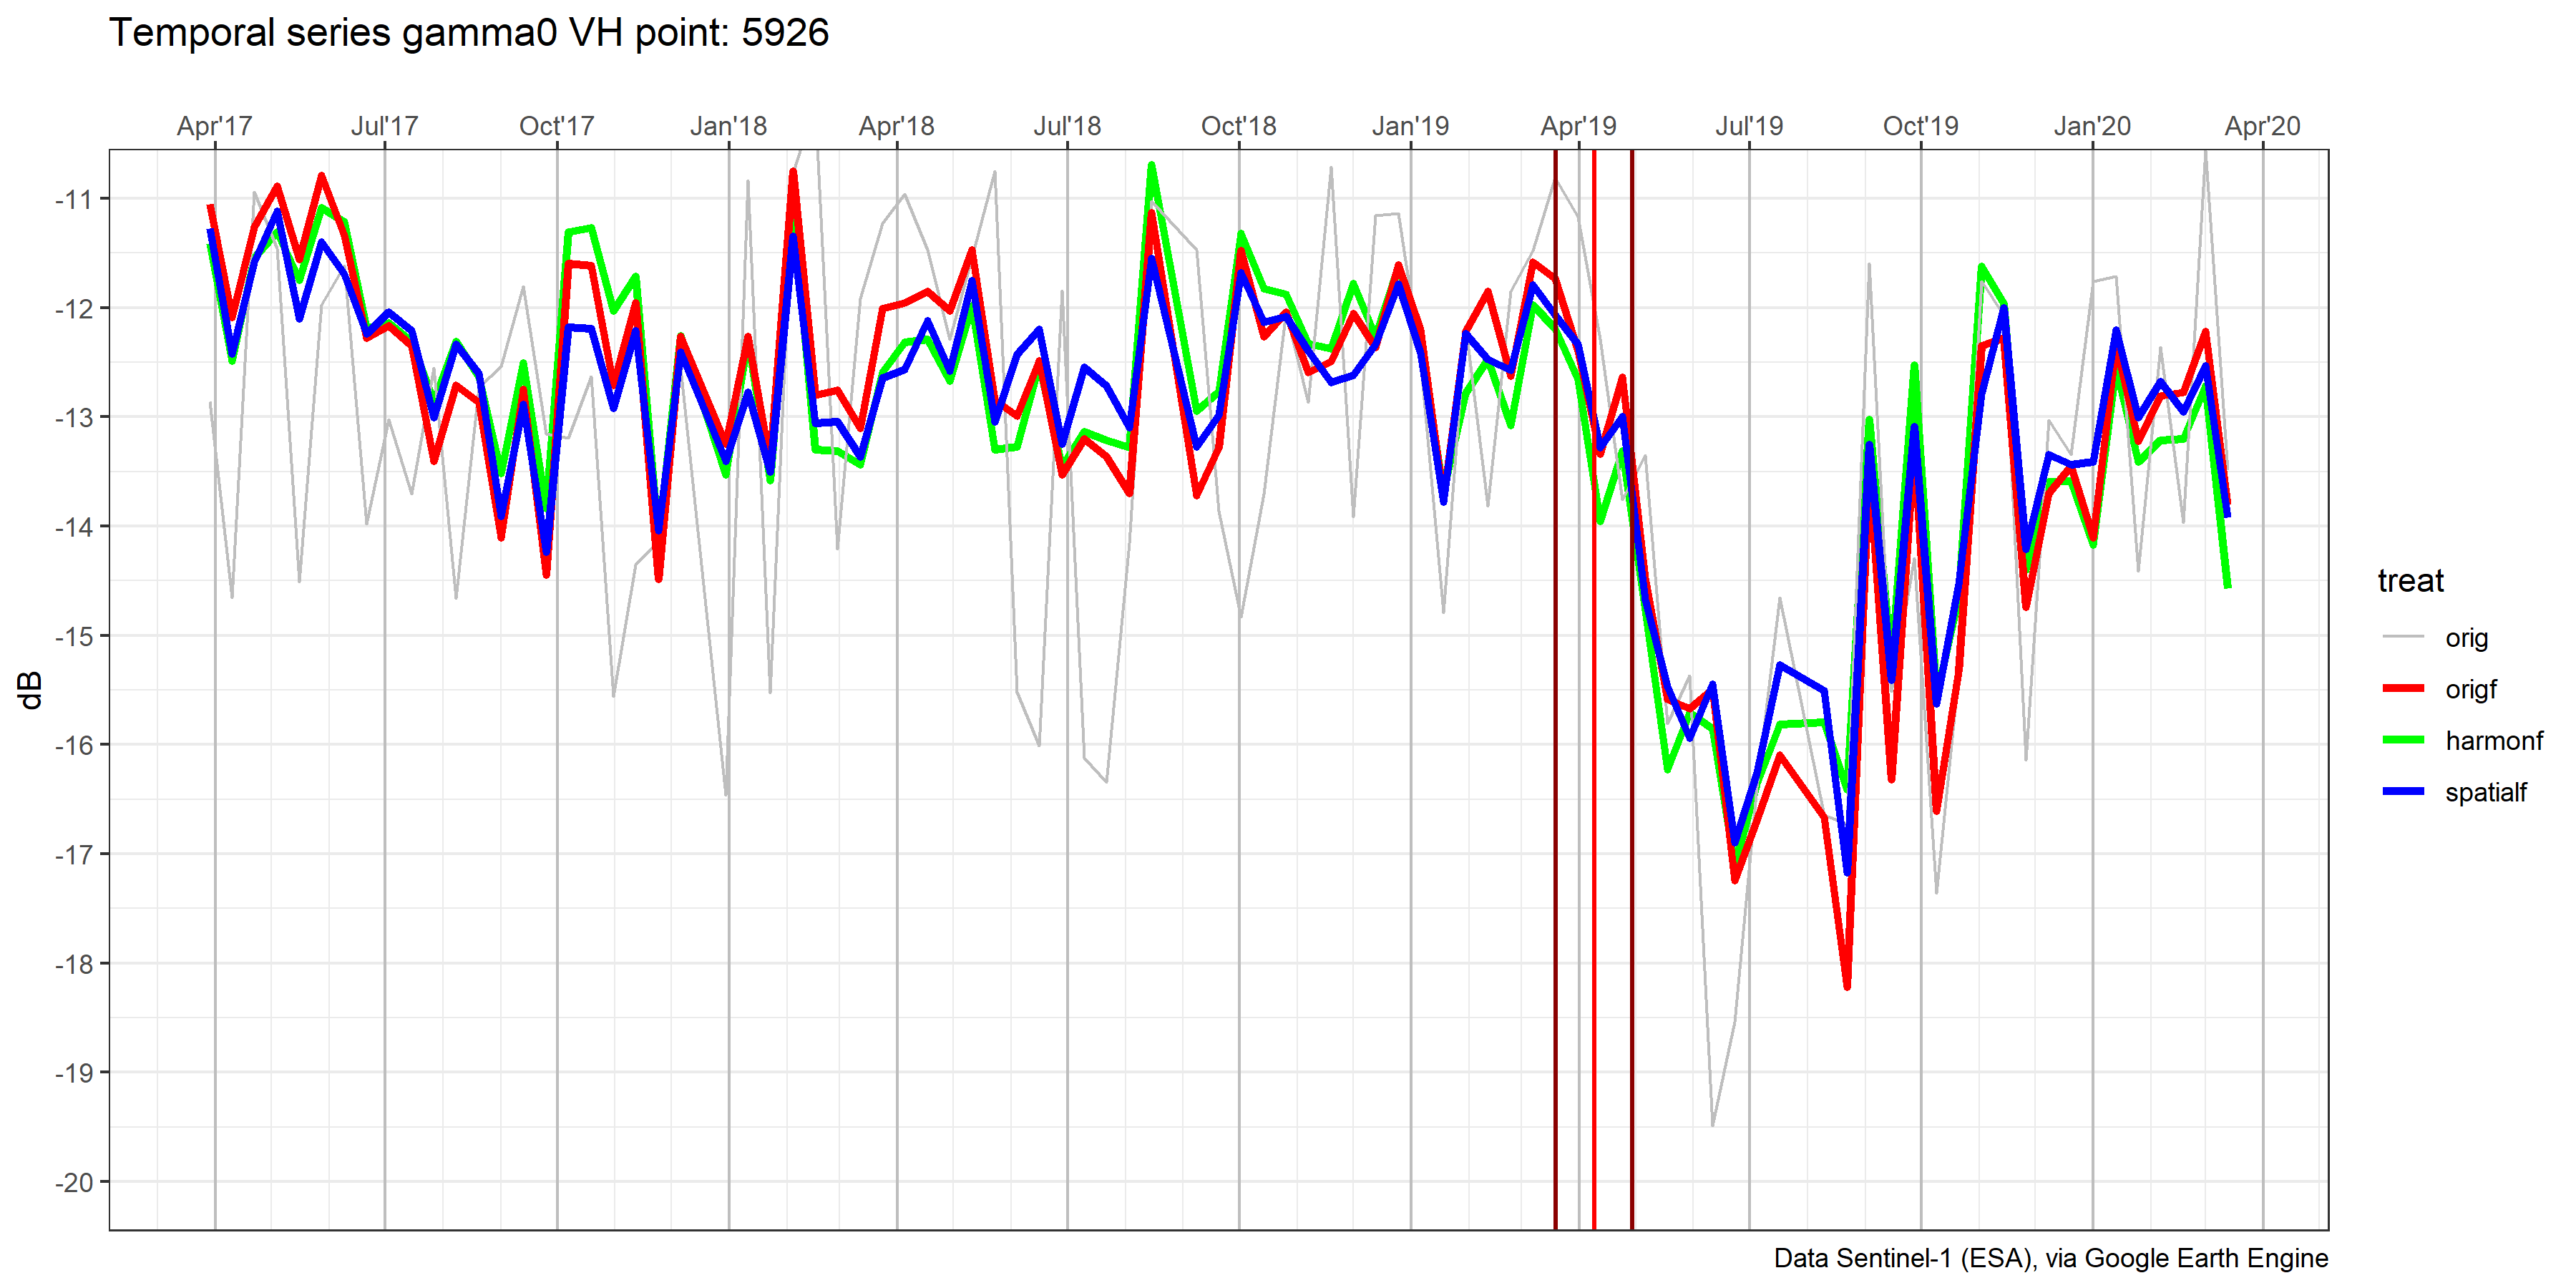 Temporal series gamma0 VH point: 5926
Apr'17 Jul'17 Oct'17 Jan'18 Apr'18 Jul'18 Oct'18 Jan'19 Apr'19 Jul'19 Oct'19 Jan'20 Apr'20
-11
-12
-13
-14
-15
-16
-17
-18
-19
-20
dB
treat
orig
origf
harmonf
spatialf
Data Sentinel-1 (ESA), via Google Earth Engine